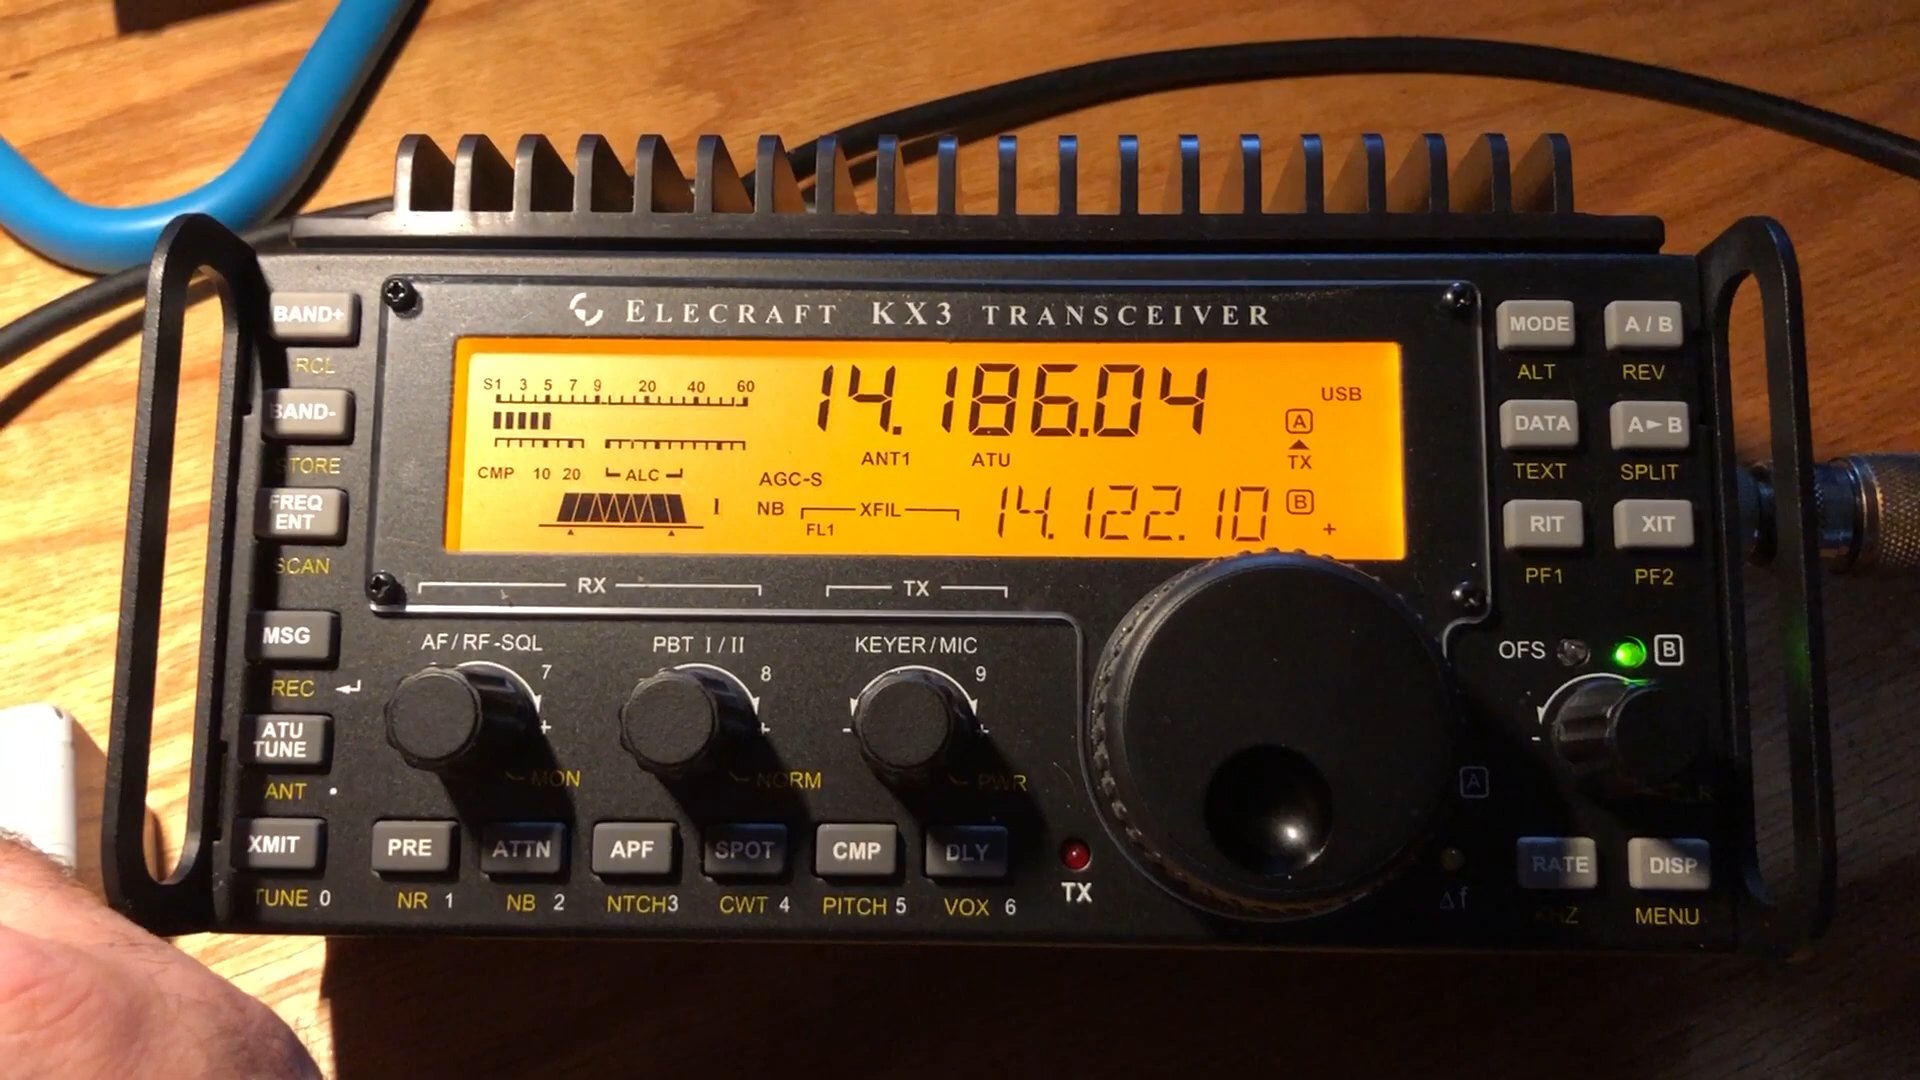 ELECRAFT KX3 TRANSCEIVER
BAND+
RCL
BAND-
STORE
FREQ
ENT
SCAN
MSG
REC
ATU
TUNE
ANT
XMIT
TUNE 0
S1 3 5 7 9 20 40 60
CMP 10 20 ALC
14.186.04
USB
A
ANT1 ATU
TX
AGC-S
I NB XFIL
FL1
14.122.10
B
+
RX
TX
AF/RF-SQL
7
+
MON
PBT I/II
8
+
NORM
KEYER/MIC
9
- +
PWR
PRE
NR 1
ATTN
NB 2
APF
NTCH3
SPOT
CWT 4
CMP
PITCH 5
DLY
VOX 6
TX
MODE
ALT
A/B
REV
DATA
TEXT
A►B
SPLIT
RIT
PF1
XIT
PF2
OFS B
-
A
Δf
RATE
DISP
MENU